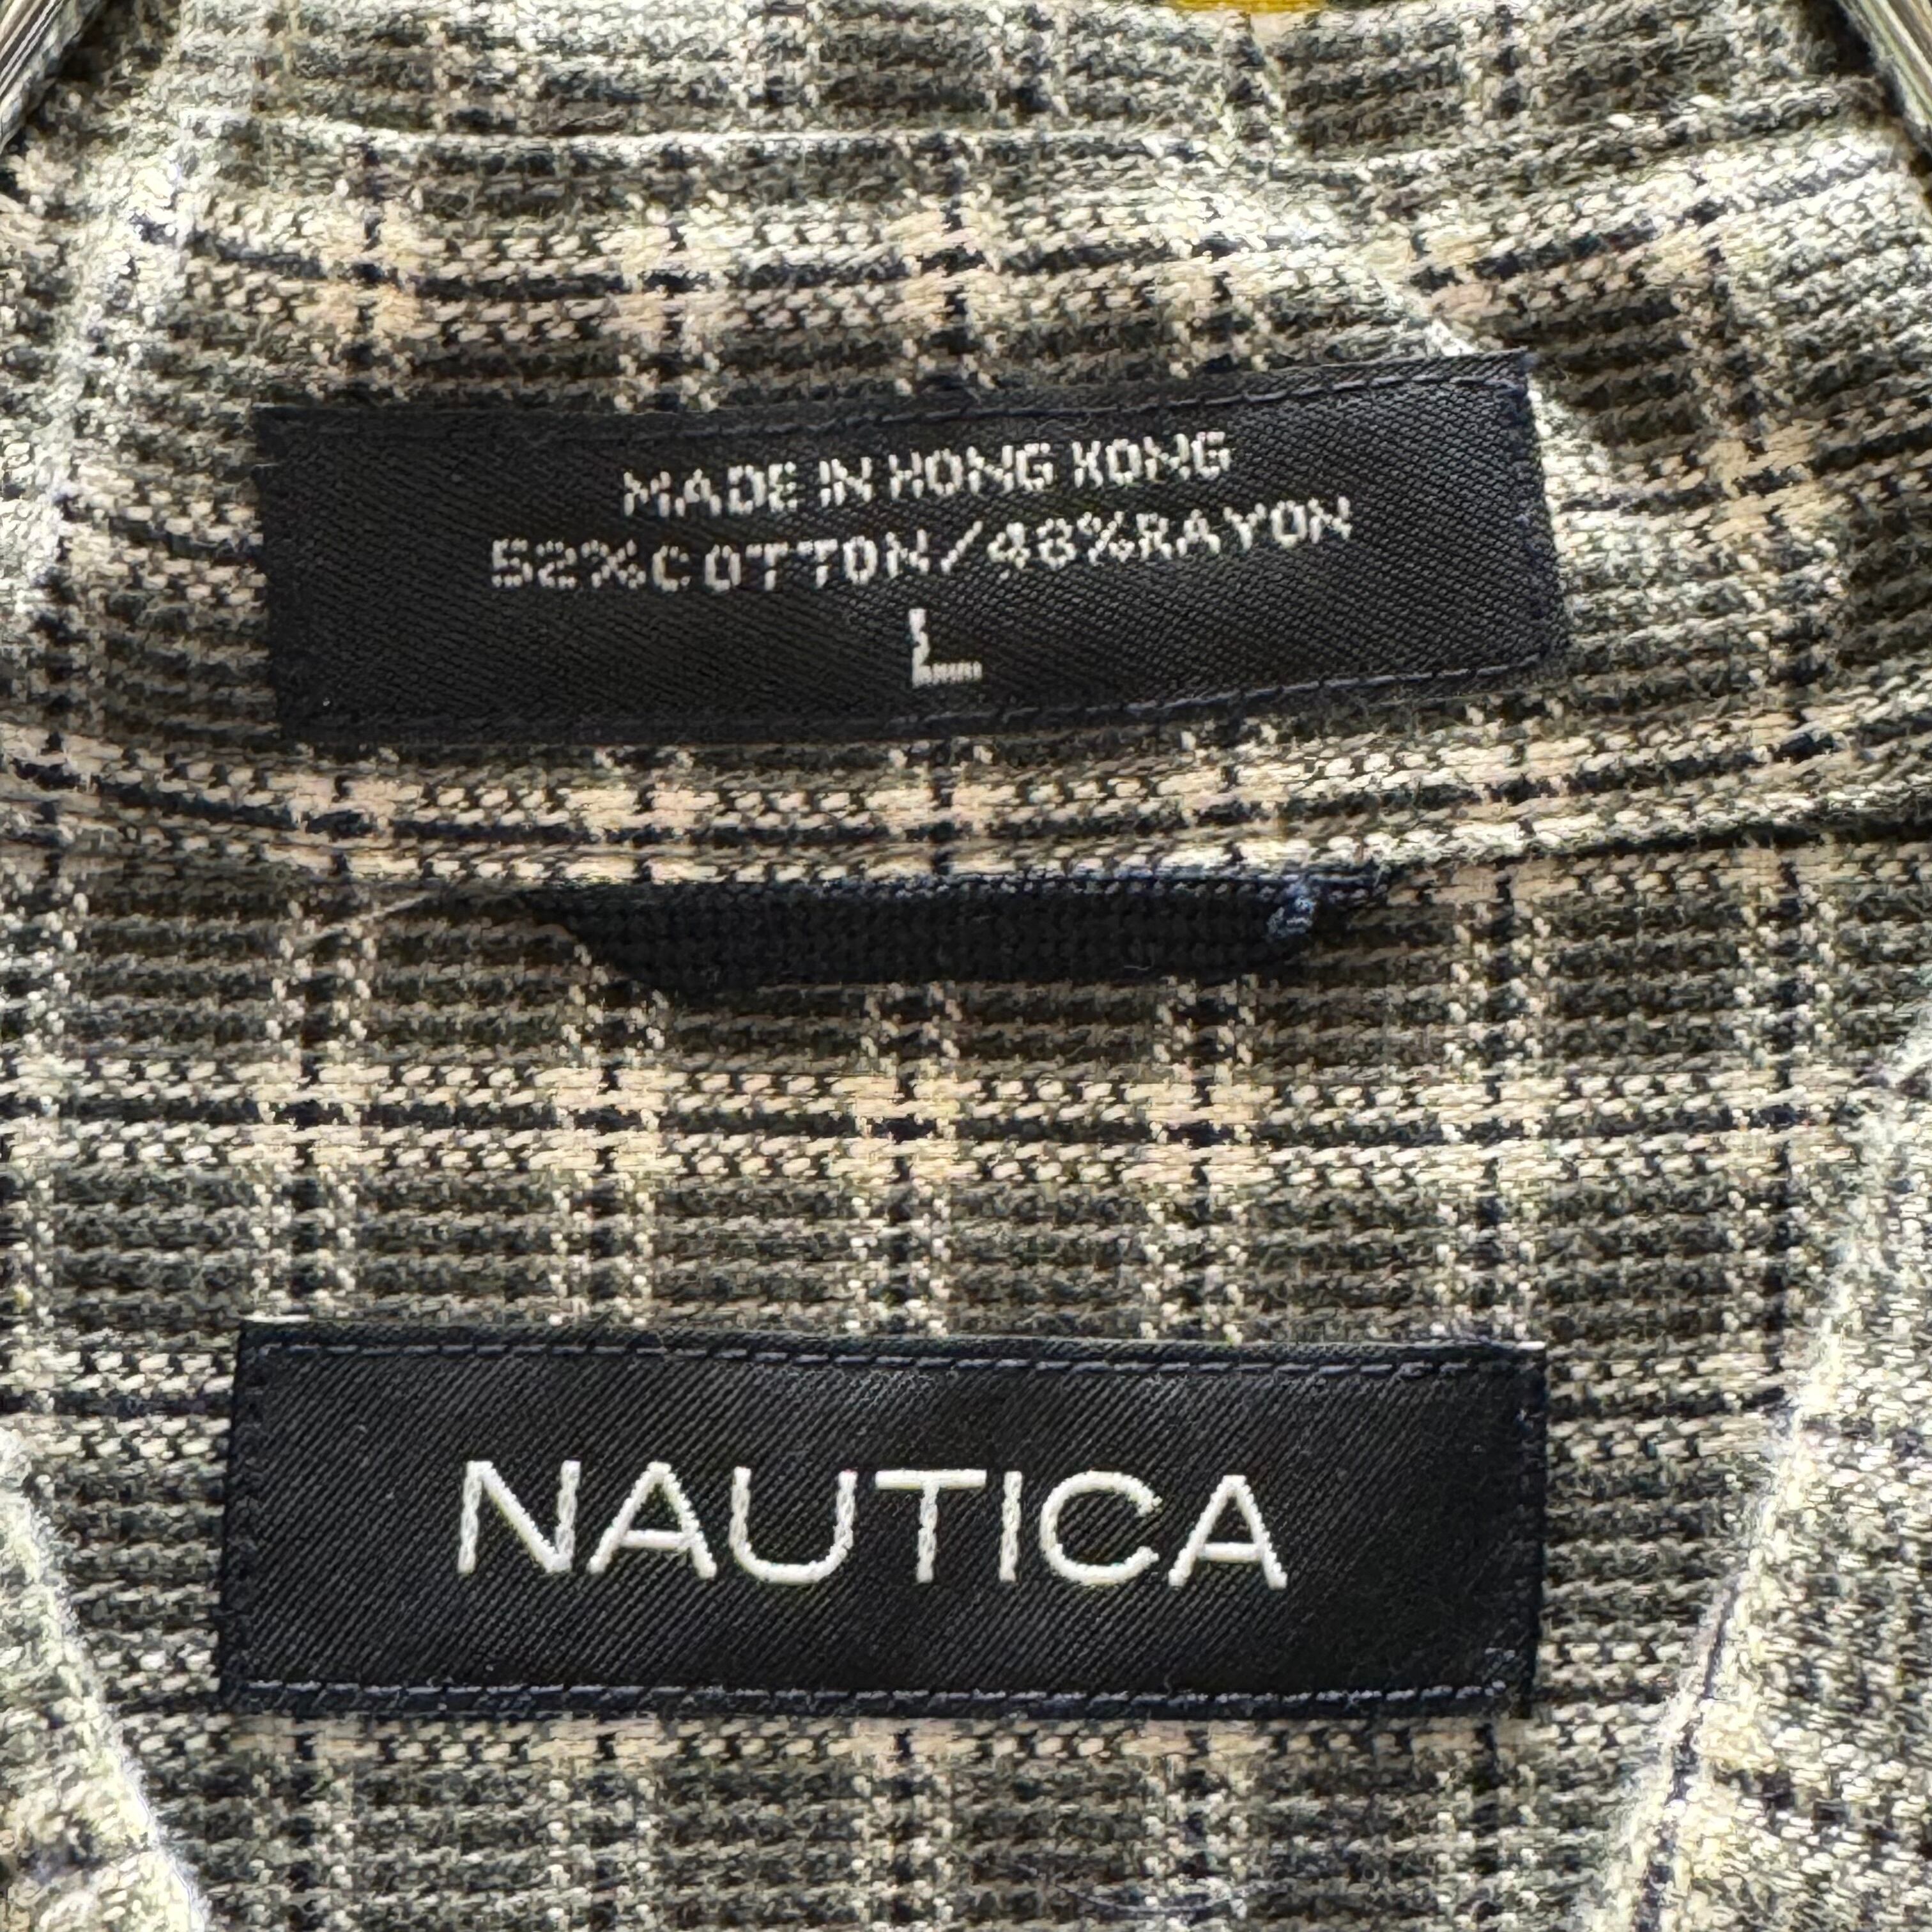 MADE IN HONG KONG
52%COTTON/48%RAYON
L
NAUTICA